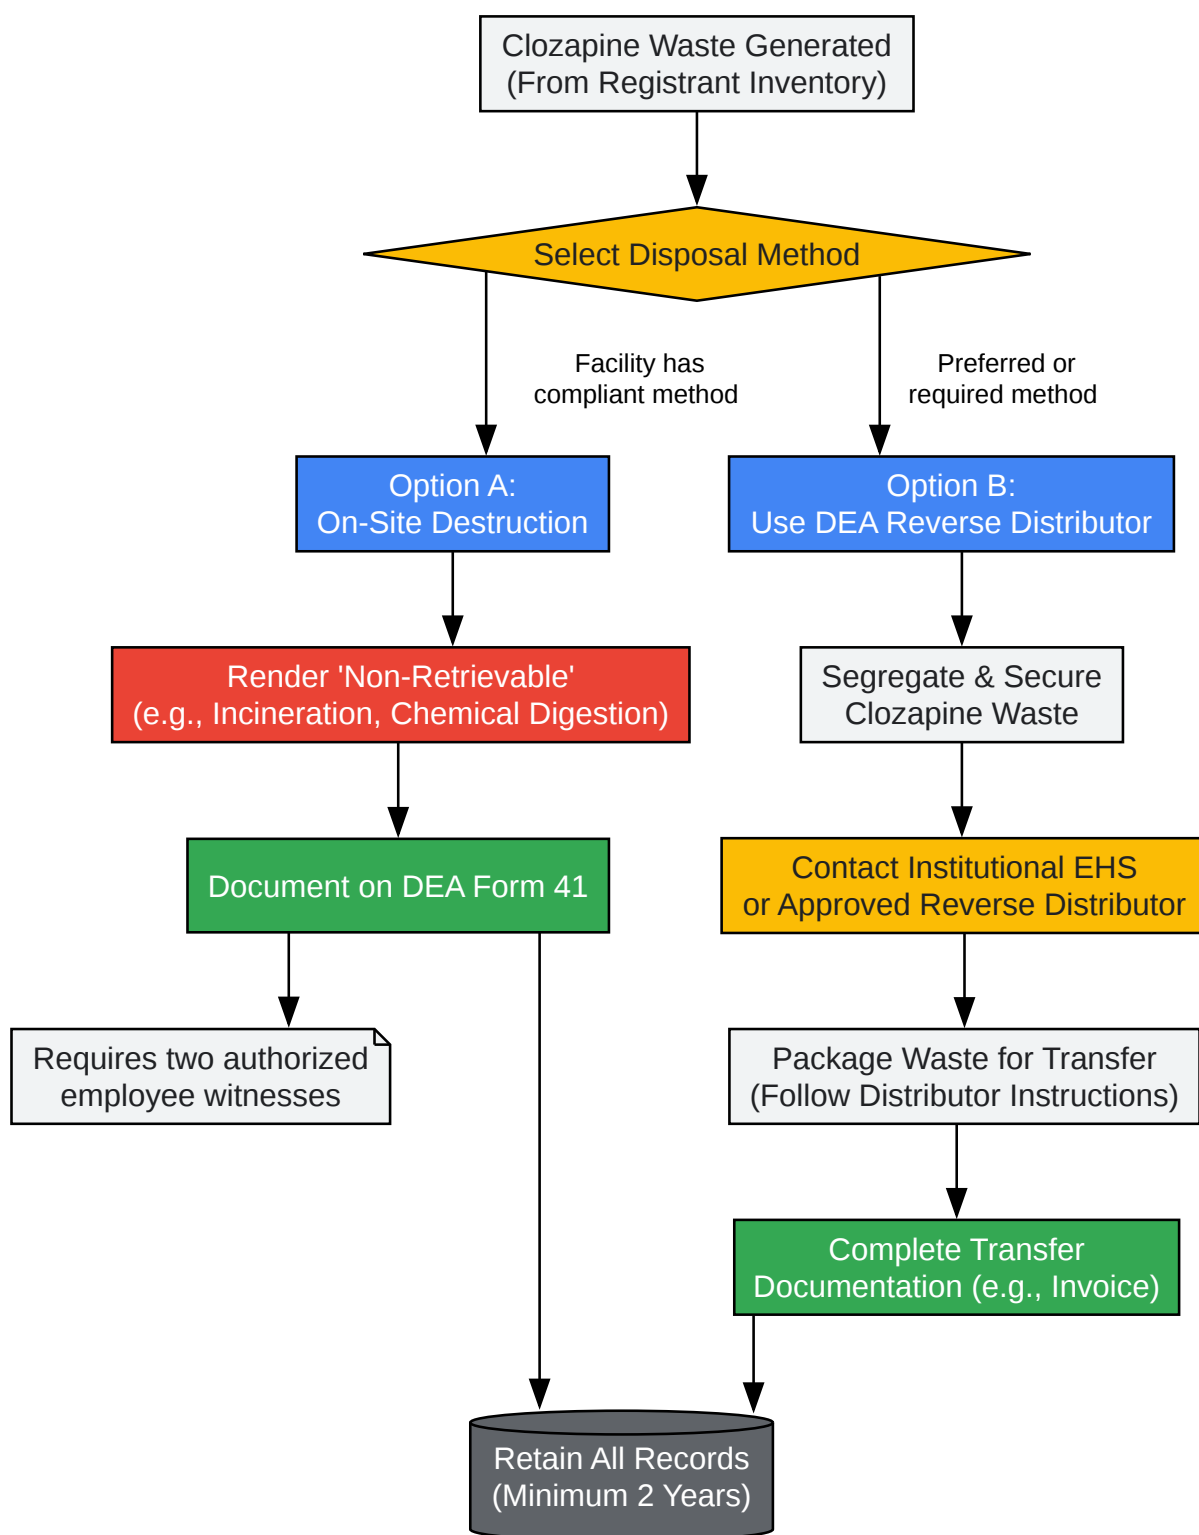 Clozapine Waste Generated
(From Registrant Inventory)
Select Disposal Method
Facility has
compliant method
Preferred or
required method
Option A:
On-Site Destruction
Option B:
Use DEA Reverse Distributor
Render 'Non-Retrievable'
(e.g., Incineration, Chemical Digestion)
Segregate & Secure
Clozapine Waste
Document on DEA Form 41
Contact Institutional EHS
or Approved Reverse Distributor
Requires two authorized
employee witnesses
Package Waste for Transfer
(Follow Distributor Instructions)
Complete Transfer
Documentation (e.g., Invoice)
Retain All Records
(Minimum 2 Years)